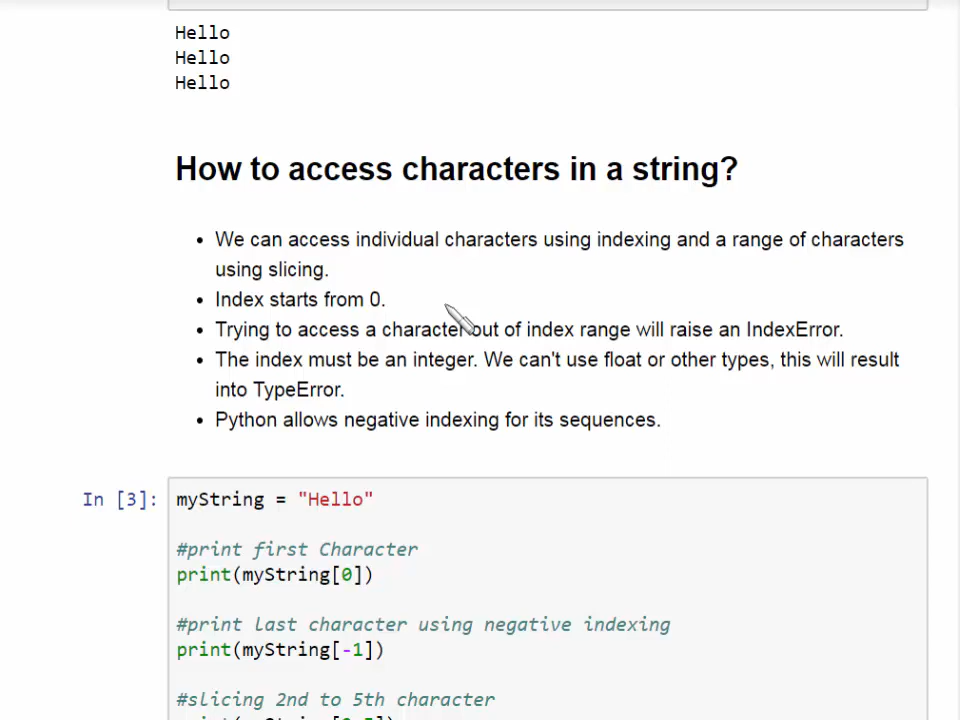 Hello
Hello
Hello
How to access characters in a string?
• We can access individual characters using indexing and a range of characters
using slicing.
• Index starts from 0.
• Trying to access a character out of index range will raise an IndexError.
• The index must be an integer. We can't use float or other types, this will result
into TypeError.
• Python allows negative indexing for its sequences.
In [3]: myString = "Hello"
#print first Character
print(myString[0])
#print last character using negative indexing
print(myString[-1])
#slicing 2nd to 5th character